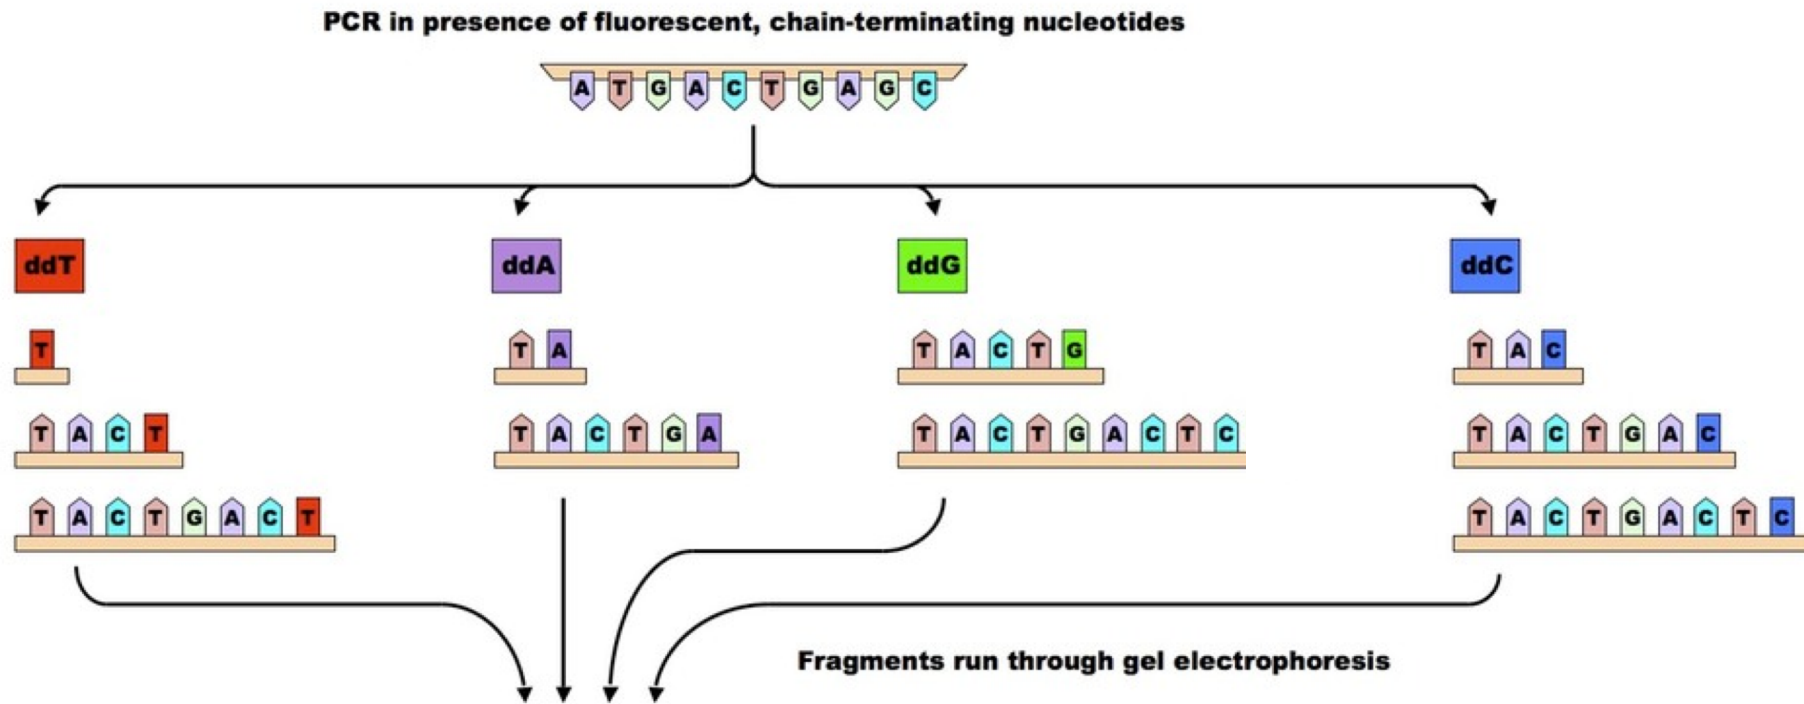 PCR in presence of fluorescent, chain-terminating nucleotides
A T G A C T G A G C
ddT ddA ddG ddC
T
T A
T A C T G
T A C
T A C T
T A C T G A
T A C T G A C T C
T A C T G A C
T A C T G A C T
T A C T G A C T C
Fragments run through gel electrophoresis